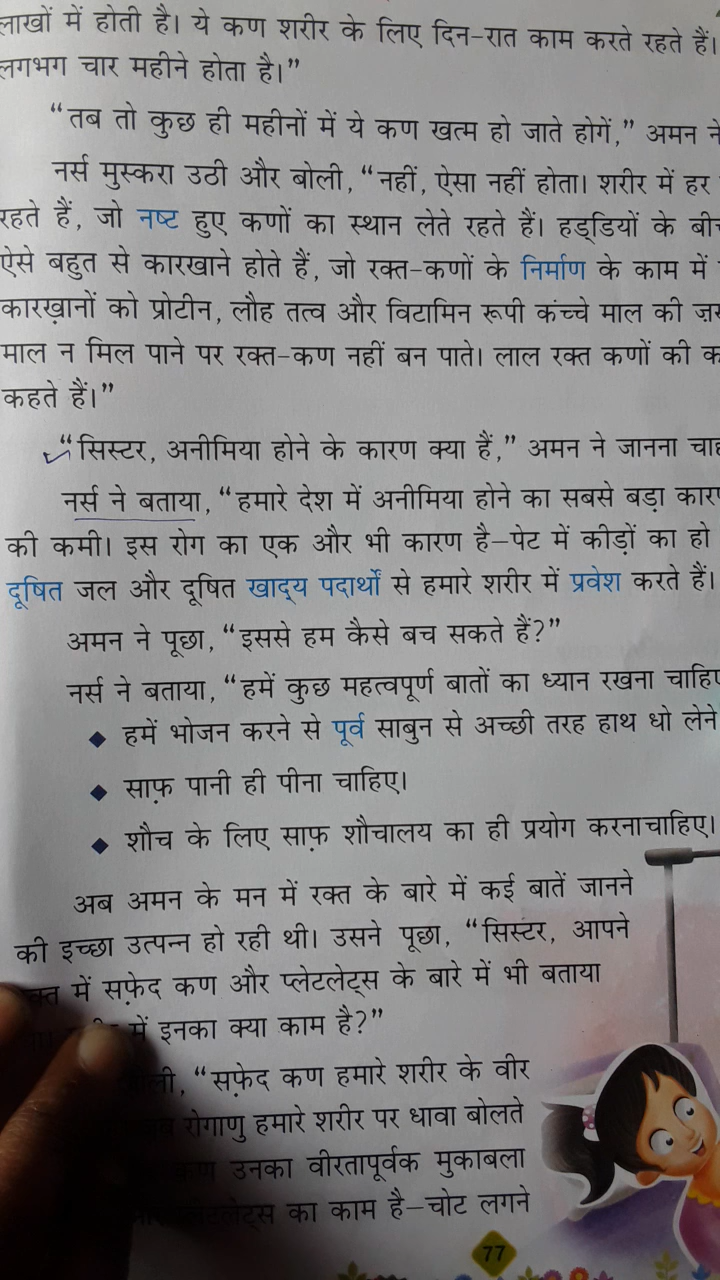 लाखों में होती है। ये कण शरीर के लिए दिन-रात काम करते रहते हैं।
लगभग चार महीने होता है।”
“तब तो कुछ ही महीनों में ये कण खत्म हो जाते होगें,” अमन ने
नर्स मुस्करा उठी और बोली, “नहीं, ऐसा नहीं होता। शरीर में हर
रहते हैं, जो नष्ट हुए कणों का स्थान लेते रहते हैं। हड्डियों के
ऐसे बहुत से कारखाने होते हैं, जो रक्त-कणों के निर्माण के काम में
कारख़ानों को प्रोटीन, लौह तत्व और विटामिन रूपी कंच्चे माल की
माल न मिल पाने पर रक्त-कण नहीं बन पाते। लाल रक्त कणों की
कहते हैं।”
“सिस्टर, अनीमिया होने के कारण क्या हैं,” अमन ने जानना
नर्स ने बताया, “हमारे देश में अनीमिया होने का सबसे बड़ा
की कमी। इस रोग का एक और भी कारण है–पेट में कीड़ों का हो
दूषित जल और दूषित खाद्य पदार्थों से हमारे शरीर में प्रवेश करते हैं।
अमन ने पूछा, “इससे हम कैसे बच सकते हैं?”
नर्स ने बताया, “हमें कुछ महत्वपूर्ण बातों का ध्यान रखना
◆ हमें भोजन करने से पूर्व साबुन से अच्छी तरह हाथ धो लेने
◆ साफ़ पानी ही पीना चाहिए।
◆ शौच के लिए साफ़ शौचालय का ही प्रयोग करनाचाहिए।
अब अमन के मन में रक्त के बारे में कई बातें जानने
की इच्छा उत्पन्न हो रही थी। उसने पूछा, “सिस्टर, आपने
में सफ़ेद कण और प्लेटलेट्स के बारे में भी बताया
में इनका क्या काम है?”
“सफ़ेद कण हमारे शरीर के वीर
रोगाणु हमारे शरीर पर धावा बोलते
कण उनका वीरतापूर्वक मुकाबला
प्लेटलेट्स का काम है–चोट लगने
77